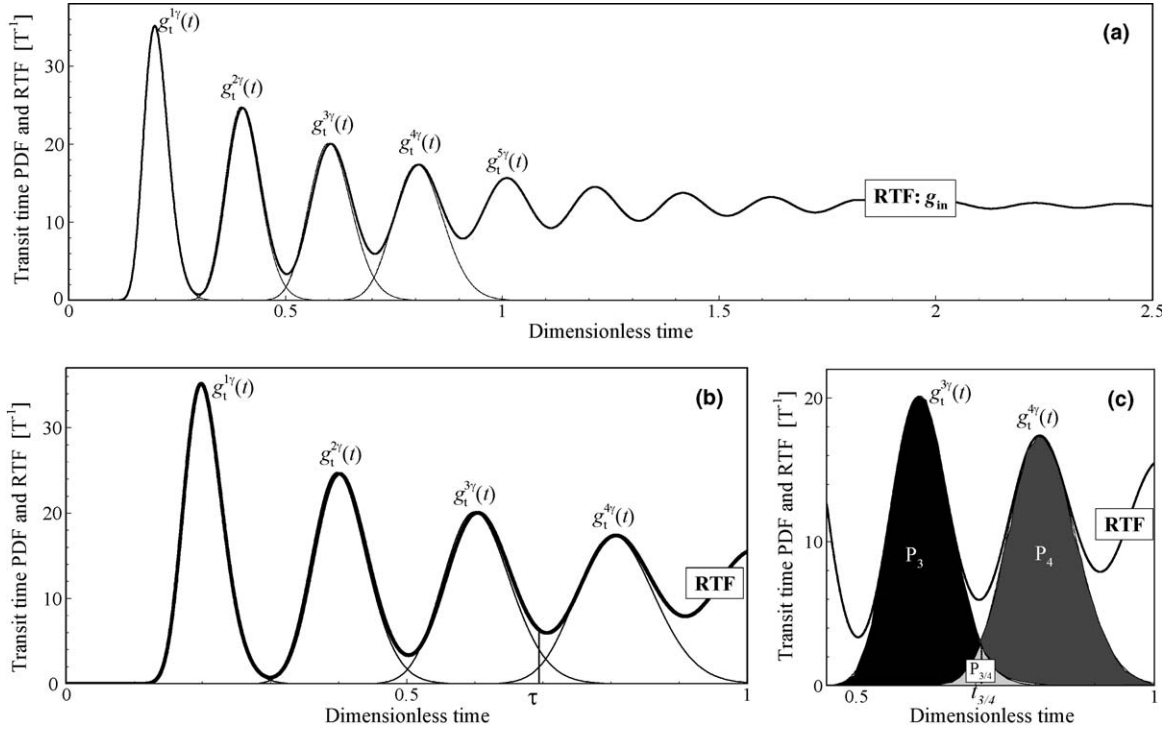 (a)
Transit time PDF and RTF [T⁻¹]
30
20
10
0
g_t^{1γ}(t)
g_t^{2γ}(t)
g_t^{3γ}(t)
g_t^{4γ}(t)
g_t^{5γ}(t)
RTF: g_in
0 0.5 1 1.5 2 2.5
Dimensionless time
(b)
Transit time PDF and RTF [T⁻¹]
30
20
10
0
g_t^{1γ}(t)
g_t^{2γ}(t)
g_t^{3γ}(t)
g_t^{4γ}(t)
RTF
0 0.5 τ 1
Dimensionless time
(c)
Transit time PDF and RTF [T⁻¹]
20
10
0
g_t^{3γ}(t)
g_t^{4γ}(t)
RTF
P₃
P₄
P_{3/4}
0.5 t_{3/4} 1
Dimensionless time